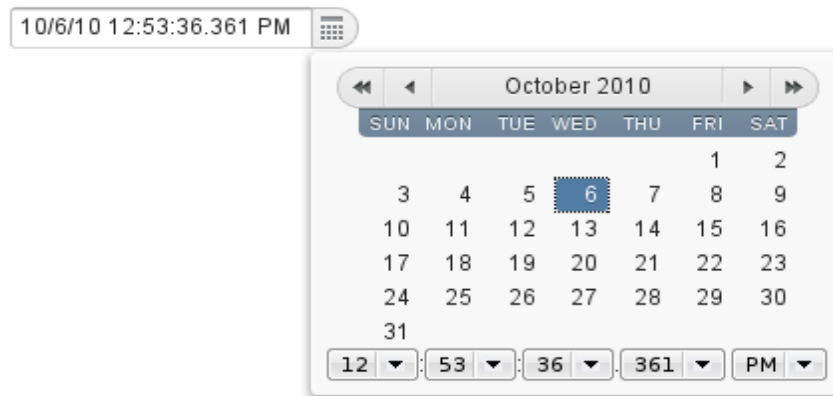 10/6/10 12:53:36.361 PM
October 2010
SUN MON TUE WED THU FRI SAT
1 2
3 4 5 6 7 8 9
10 11 12 13 14 15 16
17 18 19 20 21 22 23
24 25 26 27 28 29 30
31
12 : 53 : 36 . 361 PM